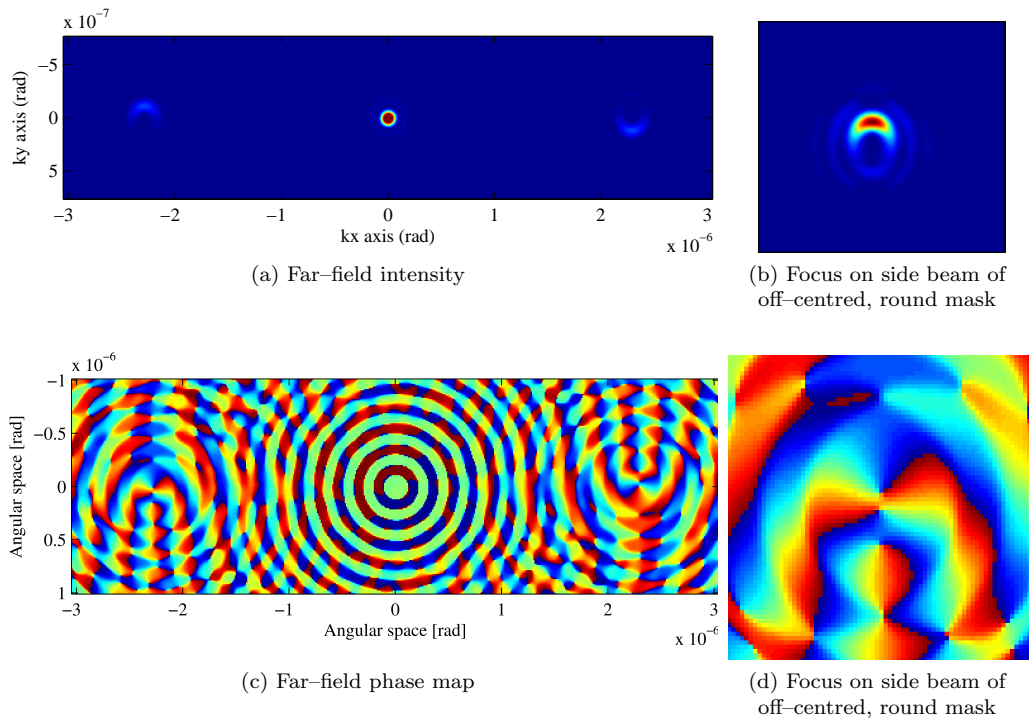 x 10⁻⁷
−5
0
5
ky axis (rad)
−3 −2 −1 0 1 2 3
kx axis (rad)
x 10⁻⁶
(a) Far–field intensity
(b) Focus on side beam of
off–centred, round mask
x 10⁻⁶
−1
−0.5
0
0.5
1
Angular space [rad]
−3 −2 −1 0 1 2 3
Angular space [rad]
x 10⁻⁶
(c) Far–field phase map
(d) Focus on side beam of
off–centred, round mask